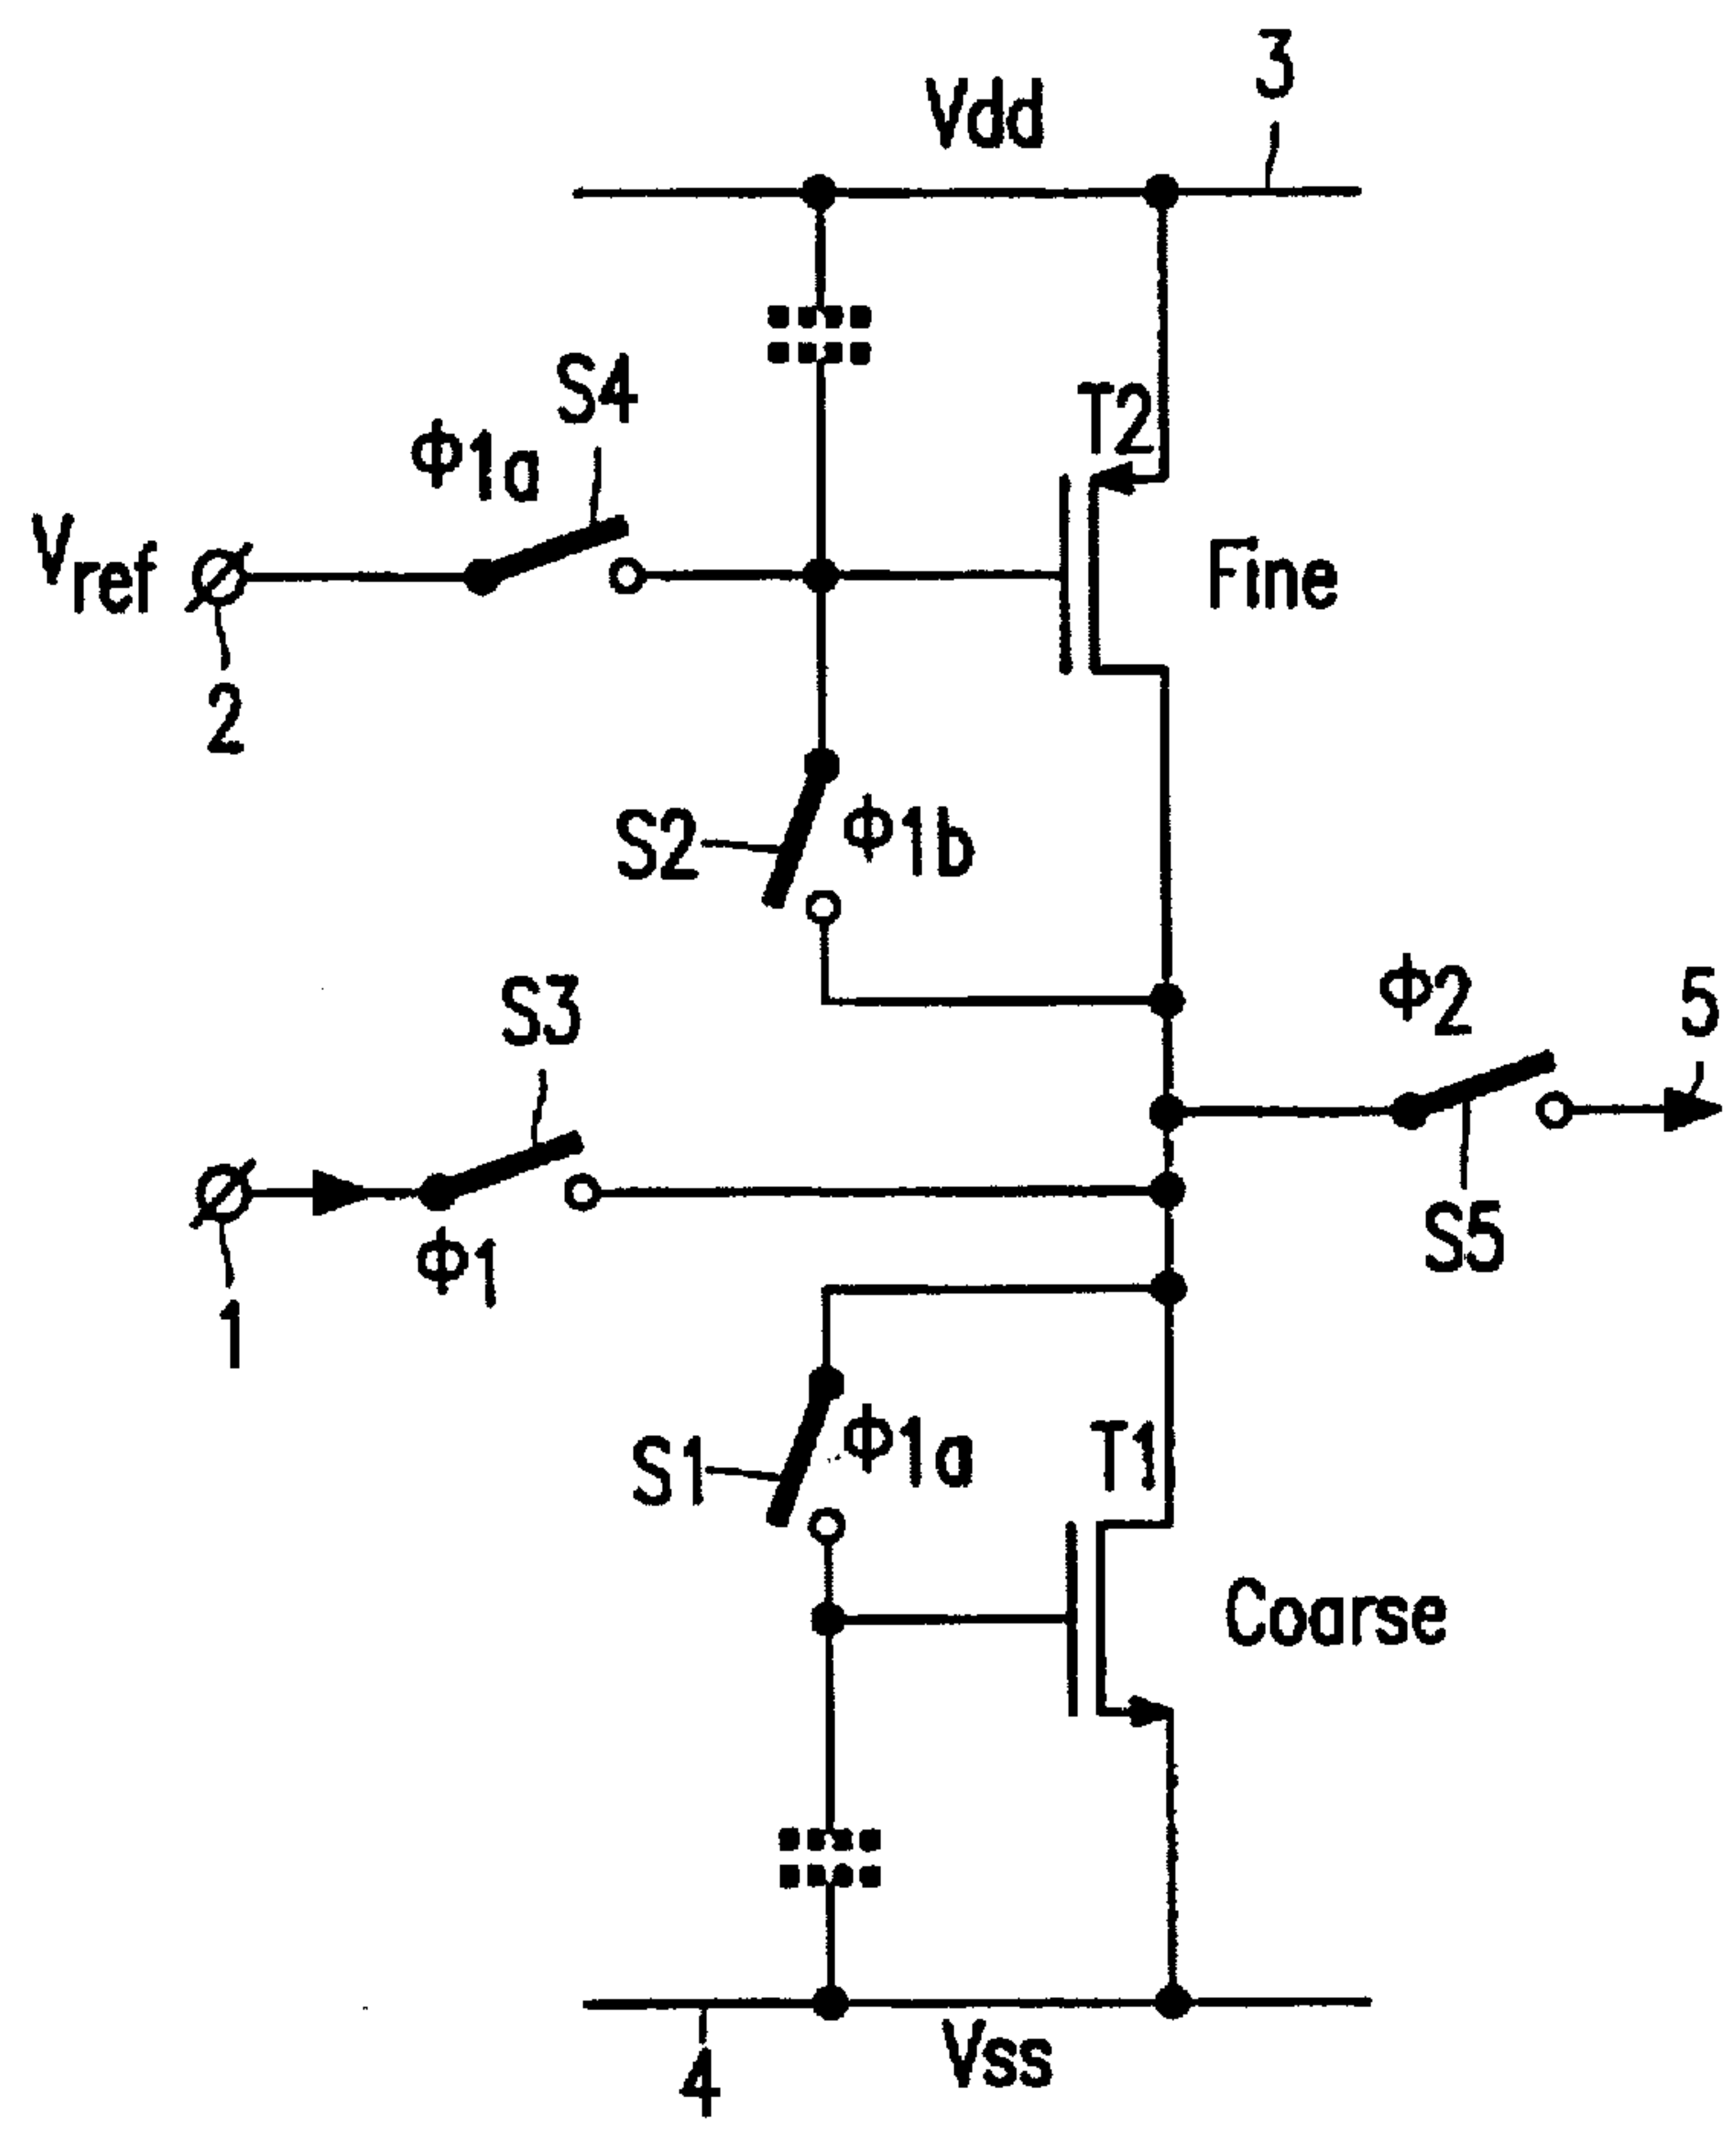 3
Vdd
S4
T2
Φ1a
Vref
Fine
2
S2
Φ1b
S3
Φ2
5
Φ1
S5
1
S1
Φ1a
T1
Coarse
4
Vss